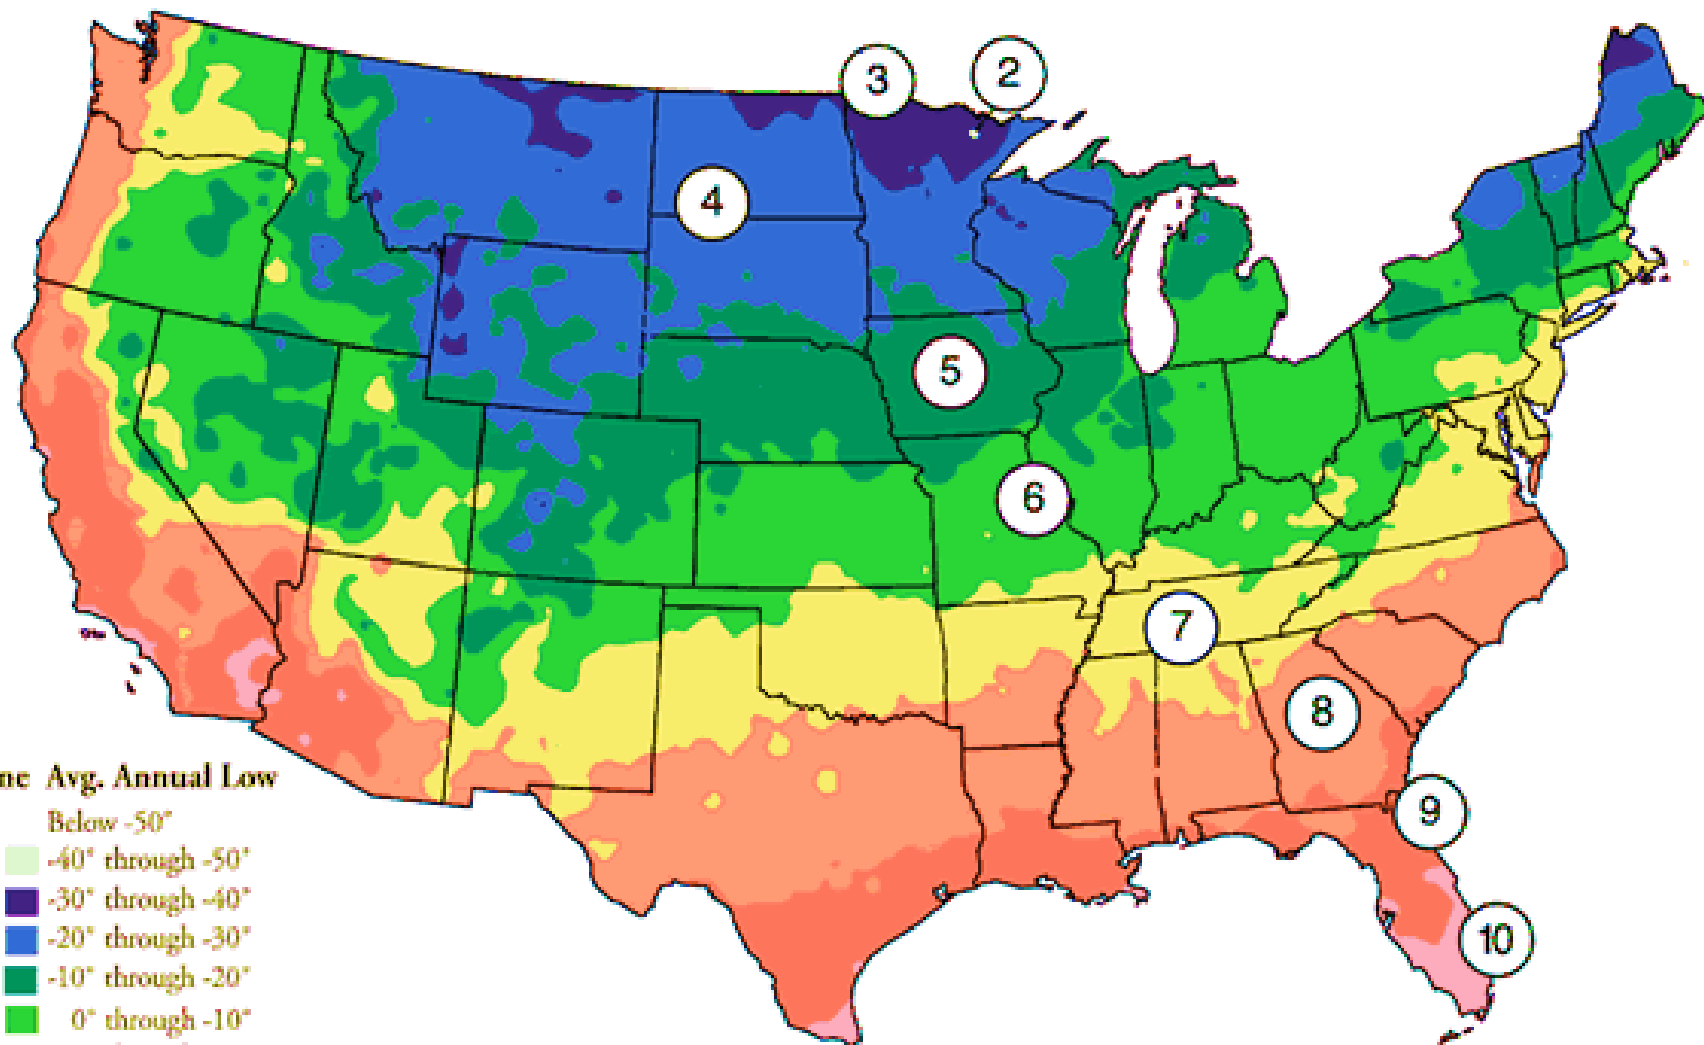 3
2
4
5
6
7
8
9
10
ne Avg. Annual Low
Below -50°
-40° through -50°
-30° through -40°
-20° through -30°
-10° through -20°
0° through -10°